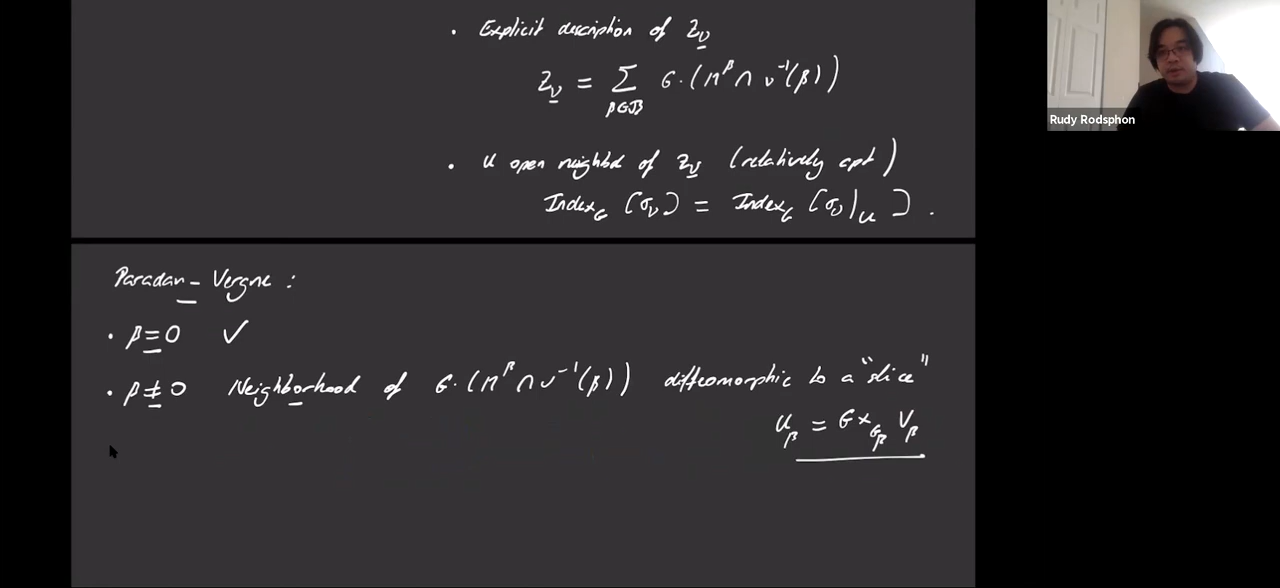 • Explicit description of Z_ν
Z_ν = ∑_{β∈B} G·(M^β ∩ ν⁻¹(β))
• U open neighbd of Z_ν (relatively cpt)
Index_G [σ_ν] = Index_G [σ_ν|_U].
Rudy Rodsphon
Paradan - Vergne :
• β = 0 ✓
• β ≠ 0 Neighborhood of G·(M^β ∩ ν⁻¹(β)) diffeomorphic to a "slice"
U_β = G ×_{G_β} V_β